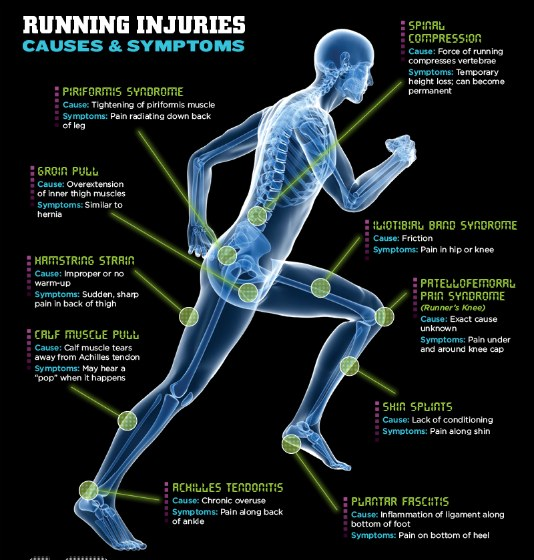 RUNNING INJURIES
CAUSES & SYMPTOMS
SPINAL
COMPRESSION
Cause: Force of running
compresses vertebrae
Symptoms: Temporary
height loss; can become
permanent
PIRIFORMIS SYNDROME
Cause: Tightening of piriformis muscle
Symptoms: Pain radiating down back
of leg
GROIN PULL
Cause: Overextension
of inner thigh muscles
Symptoms: Similar to
hernia
ILIOTIBIAL BAND SYNDROME
Cause: Friction
Symptoms: Pain in hip or knee
HAMSTRING STRAIN
Cause: Improper or no
warm-up
Symptoms: Sudden, sharp
pain in back of thigh
PATELLOFEMORAL
PAIN SYNDROME
(Runner's Knee)
Cause: Exact cause
unknown
Symptoms: Pain under
and around knee cap
CALF MUSCLE PULL
Cause: Calf muscle tears
away from Achilles tendon
Symptoms: May hear a
"pop" when it happens
SHIN SPLINTS
Cause: Lack of conditioning
Symptoms: Pain along shin
ACHILLES TENDONITIS
Cause: Chronic overuse
Symptoms: Pain along back
of ankle
PLANTAR FASCIITIS
Cause: Inflammation of ligament along
bottom of foot
Symptoms: Pain on bottom of heel